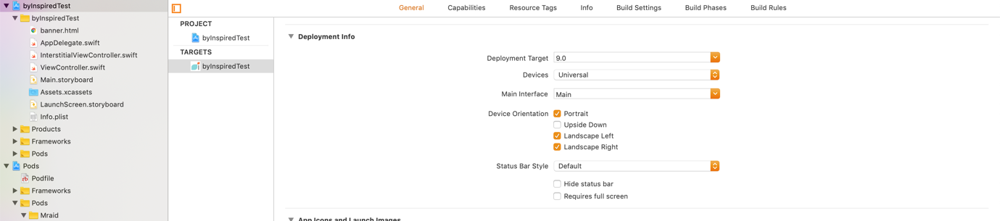 byInspiredTest
byInspiredTest
banner.html
AppDelegate.swift
InterstitialViewController.swift
ViewController.swift
Main.storyboard
Assets.xcassets
LaunchScreen.storyboard
Info.plist
Products
Frameworks
Pods
Pods
Podfile
Frameworks
Pods
Mraid
General Capabilities Resource Tags Info Build Settings Build Phases Build Rules
PROJECT
byInspiredTest
TARGETS
byInspiredTest
Deployment Info
Deployment Target 9.0
Devices Universal
Main Interface Main
Device Orientation Portrait
Upside Down
Landscape Left
Landscape Right
Status Bar Style Default
Hide status bar
Requires full screen
App Icons and Launch Images